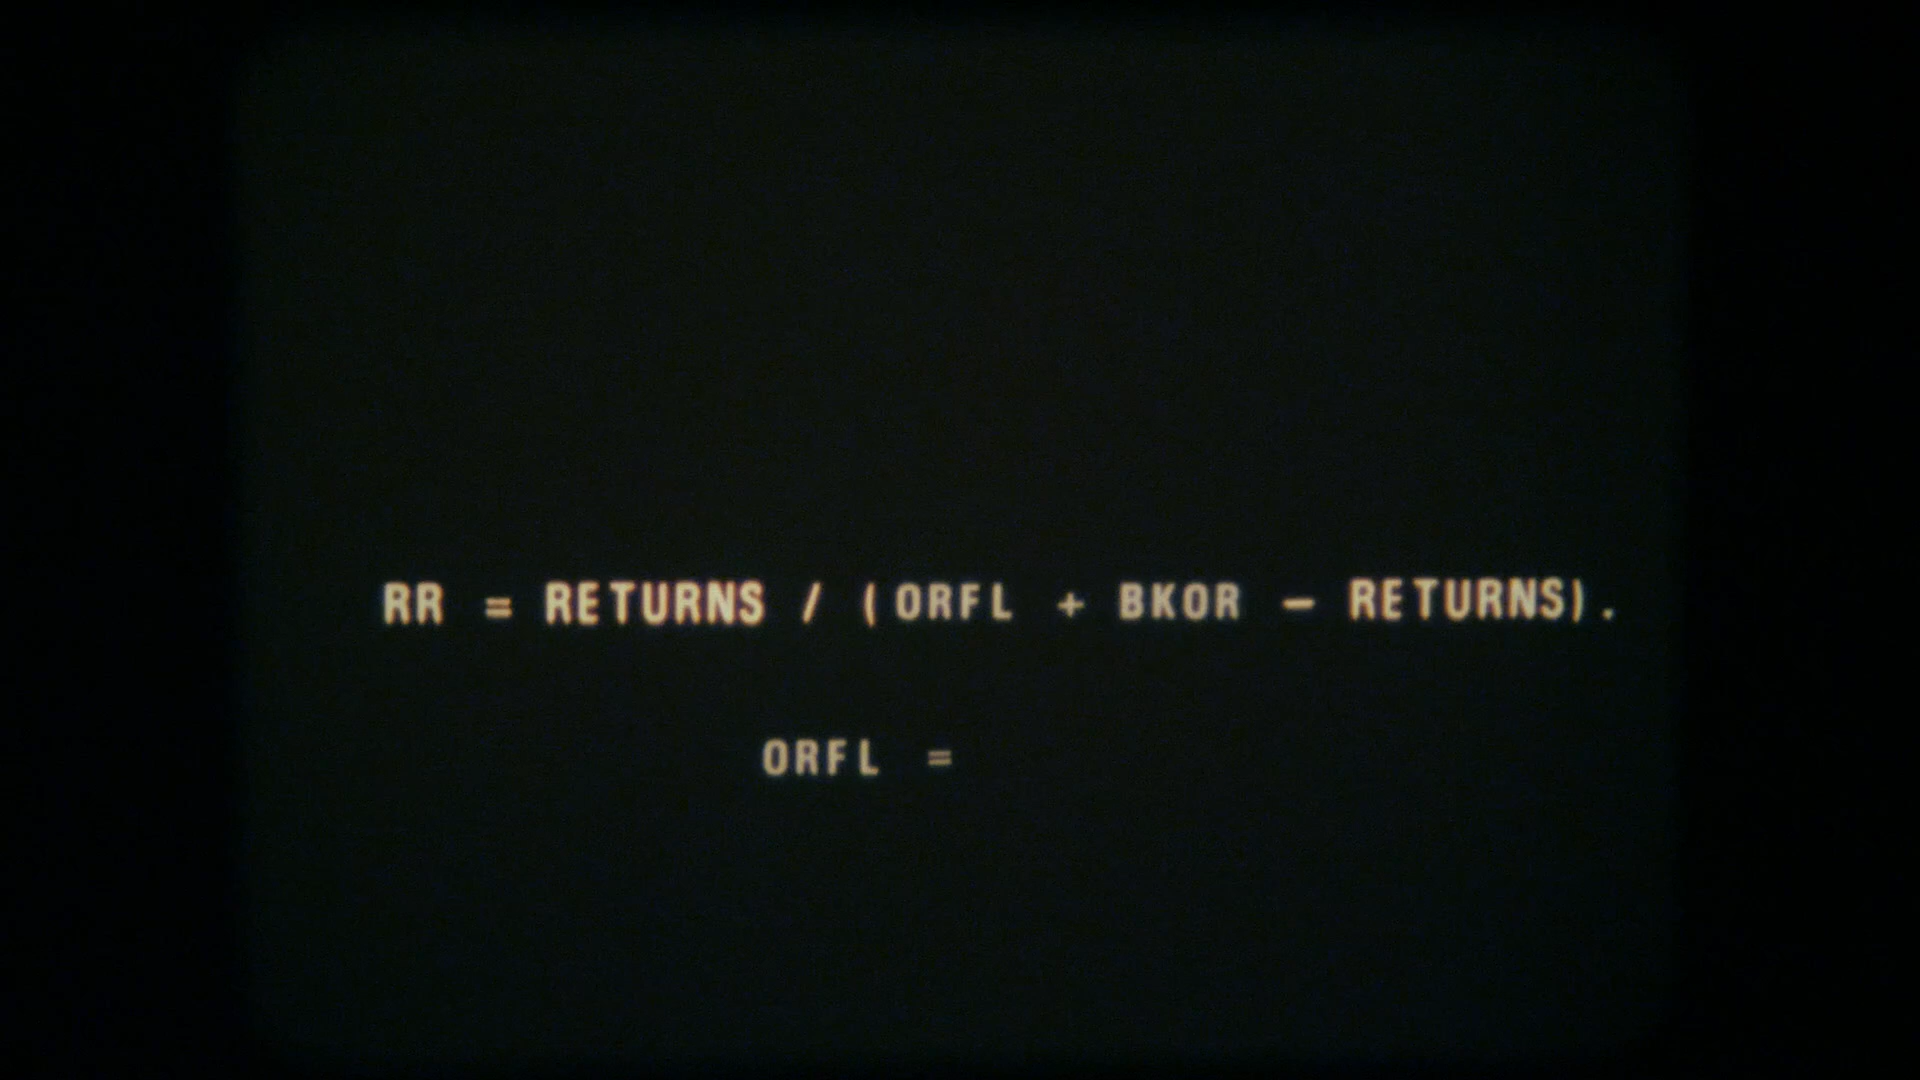 RR = RETURNS / (ORFL + BKOR - RETURNS).
ORFL =